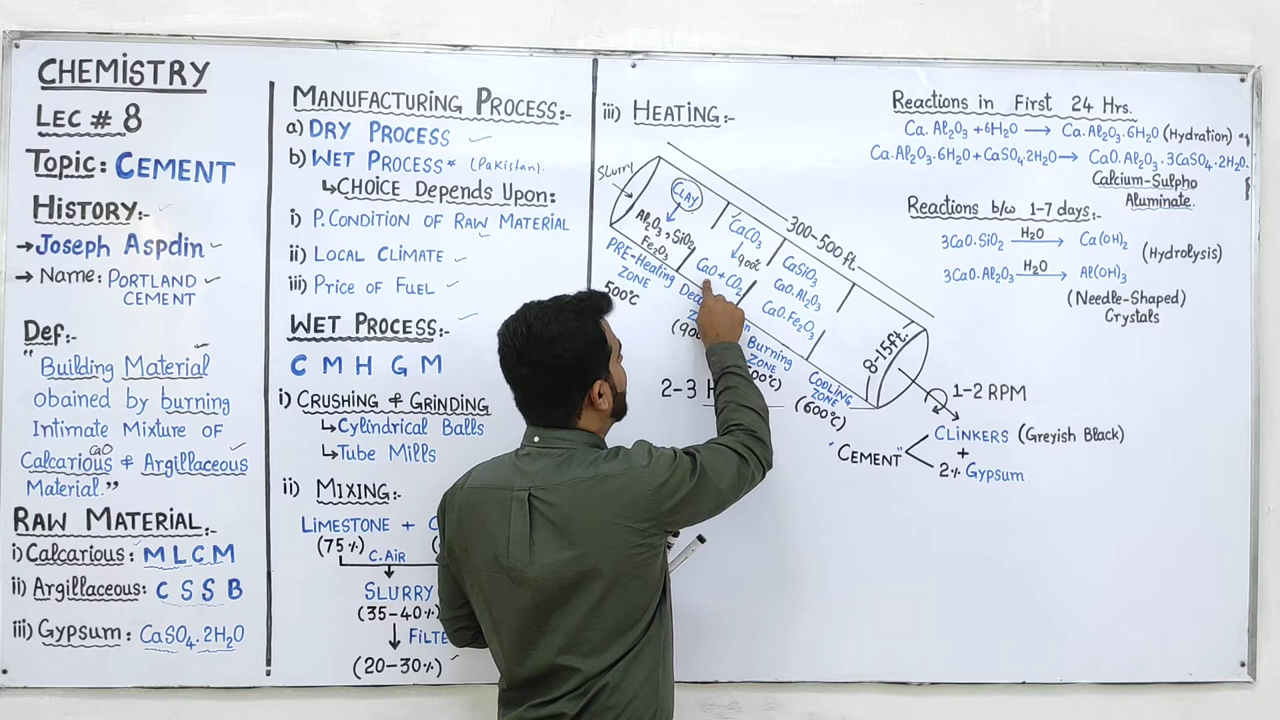 CHEMISTRY
LEC # 8
Topic: CEMENT
HISTORY:-
→ Joseph Aspdin
→ Name: PORTLAND
CEMENT
Def:-
"Building Material
Obained by burning
Intimate Mixture of
CaO
Calcarious & Argillaceous
Material."
RAW MATERIAL:-
i) Calcarious: M L C M
ii) Argillaceous: C S S B
iii) Gypsum: CaSO₄.2H₂O
MANUFACTURING PROCESS:-
a) DRY PROCESS
b) WET PROCESS* (Pakistan).
↳ CHOICE Depends Upon:
i) P. CONDITION OF RAW MATERIAL
ii) LOCAL CLIMATE
iii) PRICE OF FUEL
WET PROCESS:-
C M H G M
i) CRUSHING & GRINDING
↳ Cylindrical Balls
↳ Tube Mills
ii) MIXING:-
LIMESTONE +
(75%)
C.AIR
SLURRY
(35-40%)
↓
(20-30%)
iii) HEATING:-
Slurry
300-500 ft.
CLAY
Al₂O₃, SiO₂
Fe₂O₃
CaCO₃
↳ 900°C
CaO + CO₂
CaSiO₃
CaO.Al₂O₃
CaO.Fe₂O₃
8-15ft.
PRE-Heating
ZONE
500°C
Burning
ZONE
COOLING
ZONE
(600°C)
2-3
1-2 RPM
"CEMENT"
CLINKERS (Greyish Black)
+
2% Gypsum
Reactions in First 24 Hrs.
Ca.Al₂O₃ + 6H₂O → Ca.Al₂O₃.6H₂O (Hydration)
Ca.Al₂O₃.6H₂O + CaSO₄.2H₂O → CaO.Al₂O₃.3CaSO₄.2H₂O.
Calcium-Sulpho
Aluminate.
Reactions b/w 1-7 days:-
3CaO.SiO₂ H₂O → Ca(OH)₂
(Hydrolysis)
3CaO.Al₂O₃ H₂O → Al(OH)₃
(Needle-Shaped)
Crystals